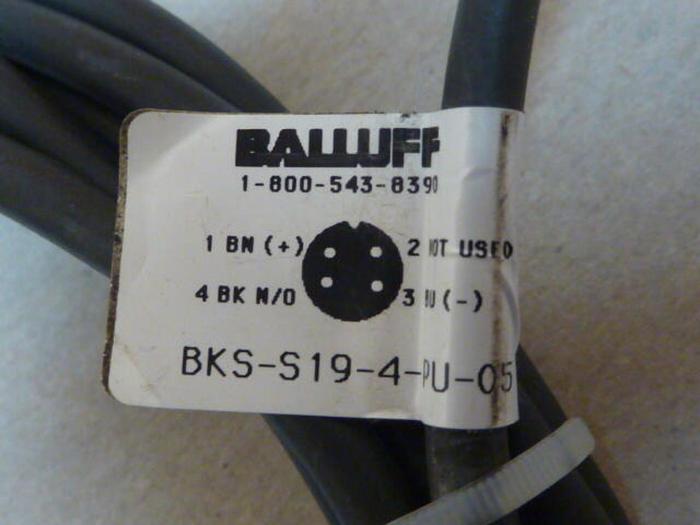 BALLUFF
1-800-543-8390
1 BN (+) 2 NOT USED
4 BK N/O 3 BU (-)
BKS-S19-4-PU-05